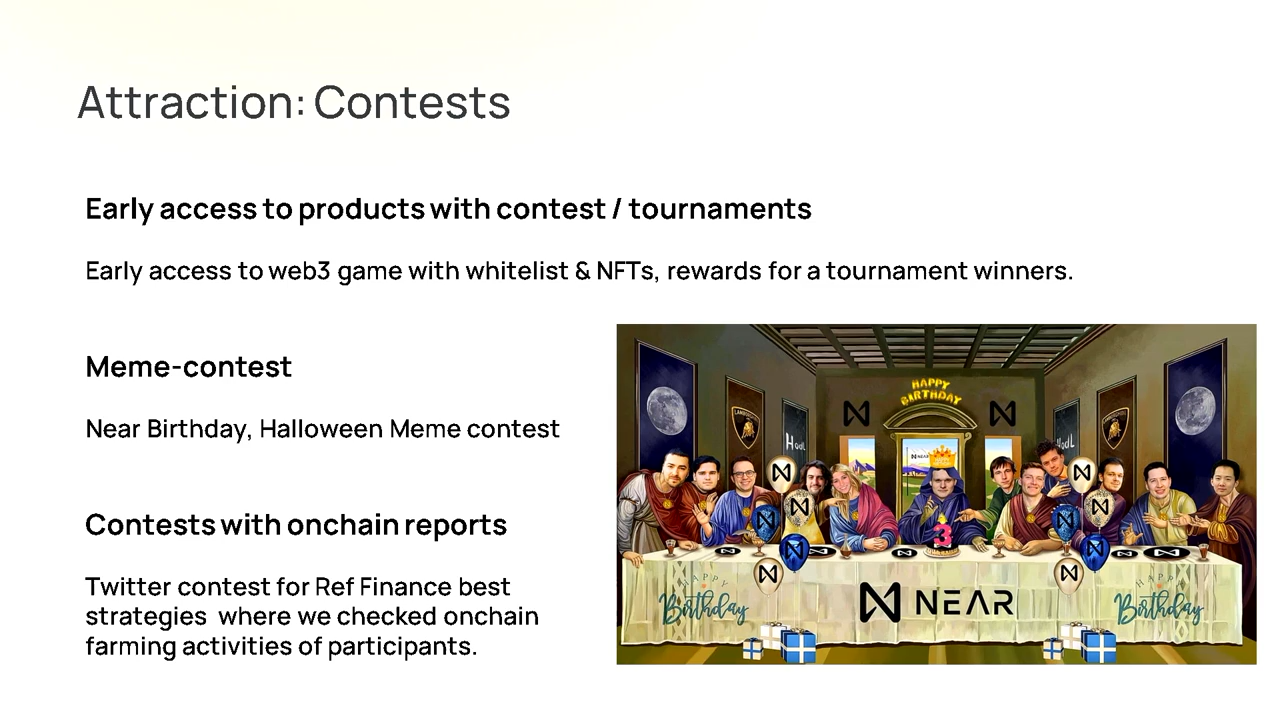 Attraction: Contests
Early access to products with contest / tournaments
Early access to web3 game with whitelist & NFTs, rewards for a tournament winners.
Meme-contest
Near Birthday, Halloween Meme contest
Contests with onchain reports
Twitter contest for Ref Finance best
strategies where we checked onchain
farming activities of participants.
HAPPY
BIRTHDAY
HodL
NEAR
HodL
3
HAPPY
Birthday
NEAR
HAPPY
Birthday